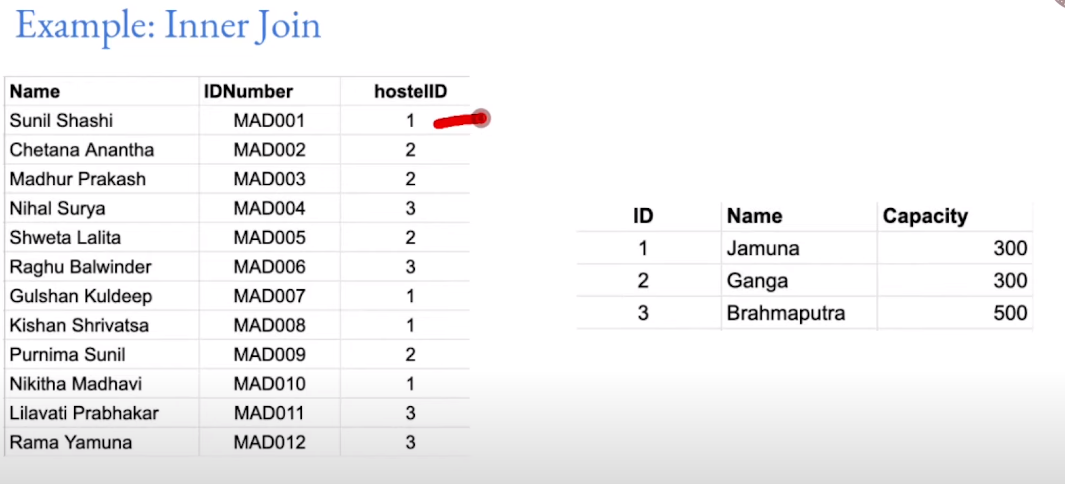 Example: Inner Join
Name IDNumber hostelID
Sunil Shashi MAD001 1
Chetana Anantha MAD002 2
Madhur Prakash MAD003 2
Nihal Surya MAD004 3
Shweta Lalita MAD005 2
Raghu Balwinder MAD006 3
Gulshan Kuldeep MAD007 1
Kishan Shrivatsa MAD008 1
Purnima Sunil MAD009 2
Nikitha Madhavi MAD010 1
Lilavati Prabhakar MAD011 3
Rama Yamuna MAD012 3
ID Name Capacity
1 Jamuna 300
2 Ganga 300
3 Brahmaputra 500